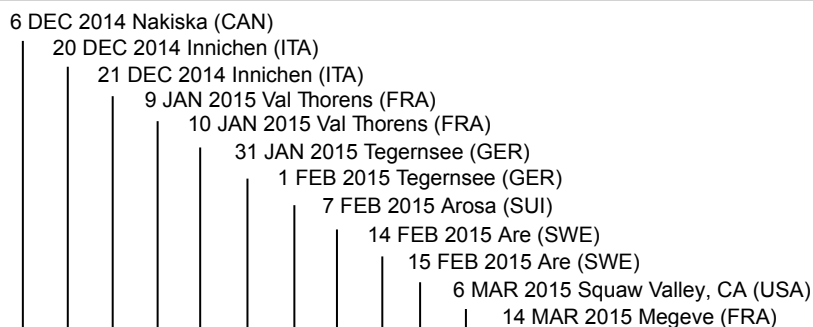 6 DEC 2014 Nakiska (CAN)
20 DEC 2014 Innichen (ITA)
21 DEC 2014 Innichen (ITA)
9 JAN 2015 Val Thorens (FRA)
10 JAN 2015 Val Thorens (FRA)
31 JAN 2015 Tegernsee (GER)
1 FEB 2015 Tegernsee (GER)
7 FEB 2015 Arosa (SUI)
14 FEB 2015 Are (SWE)
15 FEB 2015 Are (SWE)
6 MAR 2015 Squaw Valley, CA (USA)
14 MAR 2015 Megeve (FRA)